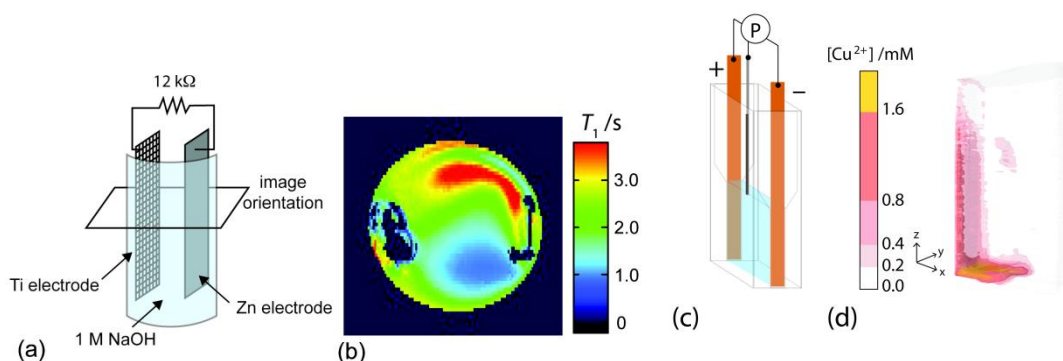 12 kΩ
image
orientation
Ti electrode
Zn electrode
1 M NaOH
(a)
T1 /s
3.0
2.0
1.0
0
(b)
P
+
−
(c)
[Cu2+] /mM
1.6
0.8
0.4
0.2
0.0
z
y
x
(d)